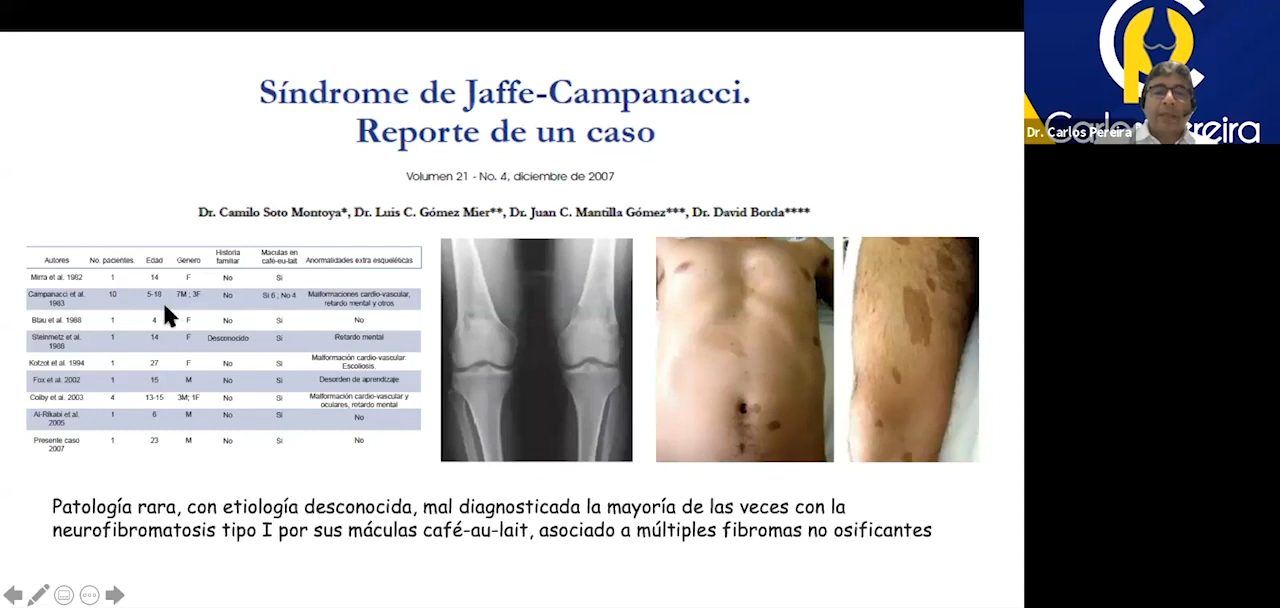 Síndrome de Jaffe-Campanacci.
Reporte de un caso
Volumen 21 - No. 4, diciembre de 2007
Dr. Camilo Soto Montoya*, Dr. Luis C. Gómez Mier**, Dr. Juan C. Mantilla Gómez***, Dr. David Borda****
Autores No. pacientes. Edad Genero Historia familiar Maculas en café-eu-lait Anormalidades extra esqueléticas
Mirra et al. 1982 1 14 F No Si
Campanacci et al. 1983 10 5-18 7M ; 3F No Si 6 ; No 4 Malformaciones cardio-vascular, retardo mental y otros
Blau et al. 1988 1 4 F No Si No
Steinmetz et al. 1988 1 14 F Desconocido Si Retardo mental
Kotzot et al. 1994 1 27 F No Si Malformación cardio-vascular. Escoliosis.
Fox et al. 2002 1 15 M No Si Desorden de aprendizaje
Colby et al. 2003 4 13-15 3M; 1F No Si Malformación cardio-vascular y oculares, retardo mental
Al-Rikabi et al. 2005 1 6 M No Si No
Presente caso 2007 1 23 M No Si No
Patología rara, con etiología desconocida, mal diagnosticada la mayoría de las veces con la
neurofibromatosis tipo I por sus máculas café-au-lait, asociado a múltiples fibromas no osificantes
Dr. Carlos Pereira